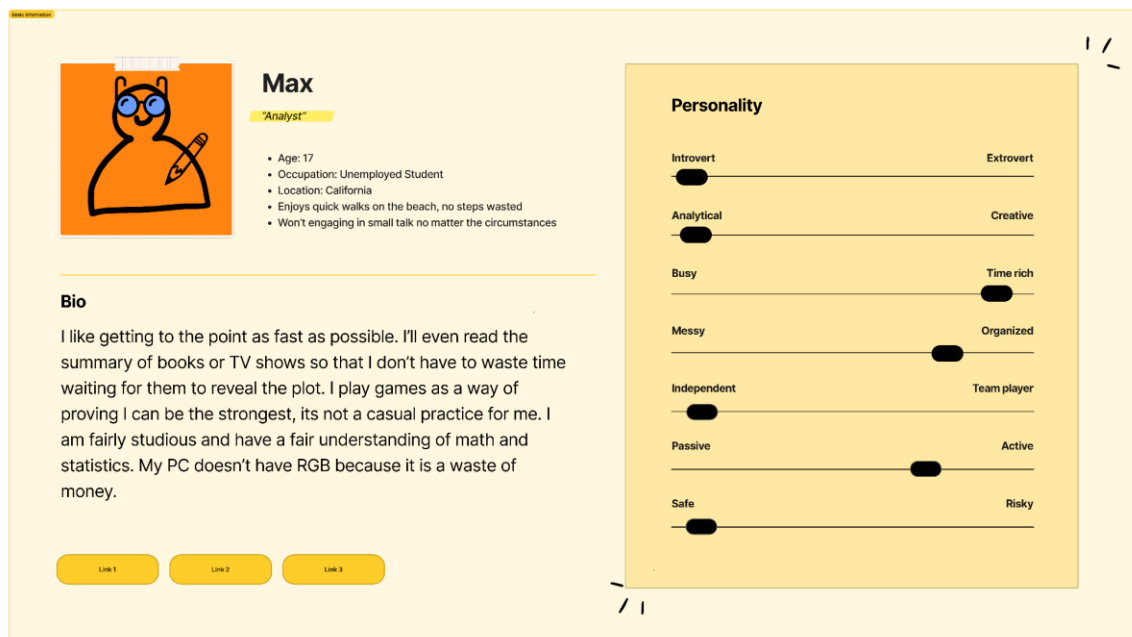 Basic Information
Max
"Analyst"
• Age: 17
• Occupation: Unemployed Student
• Location: California
• Enjoys quick walks on the beach, no steps wasted
• Won't engaging in small talk no matter the circumstances
Bio
I like getting to the point as fast as possible. I'll even read the
summary of books or TV shows so that I don't have to waste time
waiting for them to reveal the plot. I play games as a way of
proving I can be the strongest, its not a casual practice for me. I
am fairly studious and have a fair understanding of math and
statistics. My PC doesn't have RGB because it is a waste of
money.
Link 1
Link 2
Link 3
Personality
Introvert Extrovert
Analytical Creative
Busy Time rich
Messy Organized
Independent Team player
Passive Active
Safe Risky